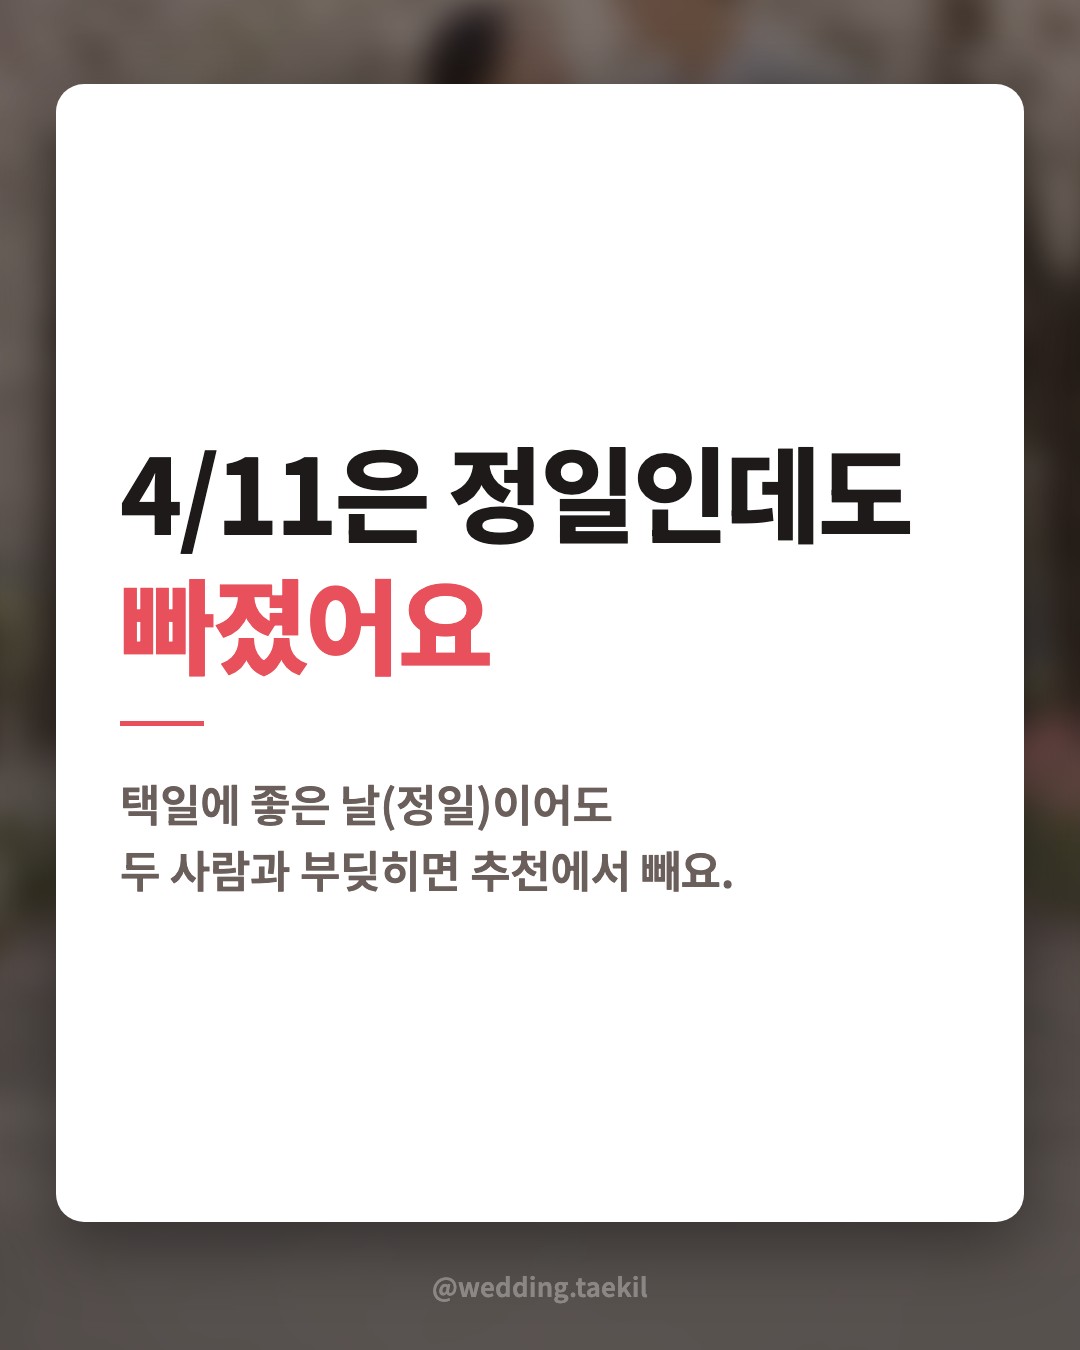 4/11은 정일인데도
빠졌어요
택일에 좋은 날(정일)이어도
두 사람과 부딪히면 추천에서 빼요.
@wedding.taekil